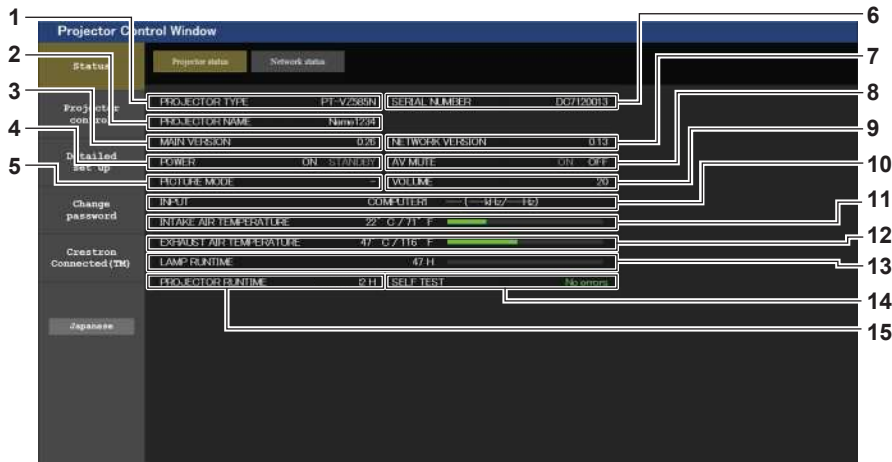 1
2
3
4
5
6
7
8
9
10
11
12
13
14
15
Projector Control Window
Status
Projector control
Detailed set up
Change password
Crestron Connected(TM)
Japanese
Projector status Network status
PROJECTOR TYPE PT-VZ585N SERIAL NUMBER DC7120013
PROJECTOR NAME Name1234
MAIN VERSION 0.26 NETWORK VERSION 0.13
POWER ON STANDBY AV MUTE ON OFF
PICTURE MODE - VOLUME 20
INPUT COMPUTER1 ---(---kHz/---Hz)
INTAKE AIR TEMPERATURE 22° C / 71° F
EXHAUST AIR TEMPERATURE 47° C / 116° F
LAMP RUNTIME 47 H
PROJECTOR RUNTIME 2 H SELF TEST No errors